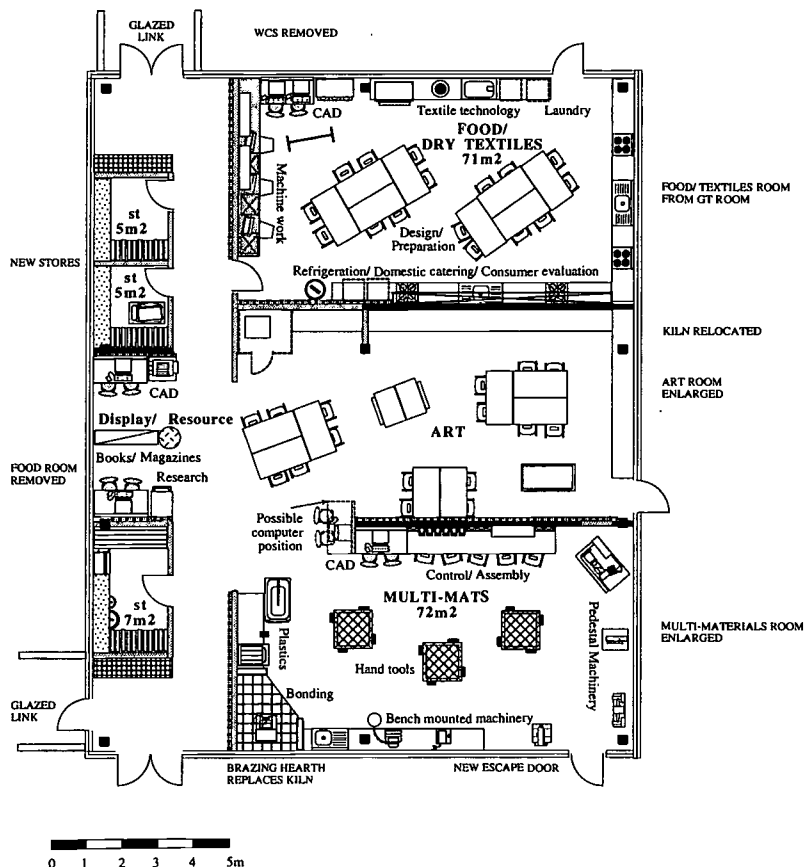 GLAZED
LINK
WCS REMOVED
CAD
Textile technology
Laundry
FOOD/
DRY TEXTILES
71m2
Machine work
st
5m2
FOOD/ TEXTILES ROOM
FROM GT ROOM
Design/
Preparation
NEW STORES
Refrigeration/ Domestic catering/ Consumer evaluation
st
5m2
KILN RELOCATED
CAD
ART ROOM
ENLARGED
Display/ Resource
ART
Books/ Magazines
FOOD ROOM
REMOVED
Research
Possible
computer
position
CAD
Control/ Assembly
MULTI-MATS
72m2
st
7m2
Plastics
Pedestal Machinery
MULTI-MATERIALS ROOM
ENLARGED
Hand tools
Bonding
GLAZED
LINK
Bench mounted machinery
BRAZING HEARTH
REPLACES KILN
NEW ESCAPE DOOR
0 1 2 3 4 5m